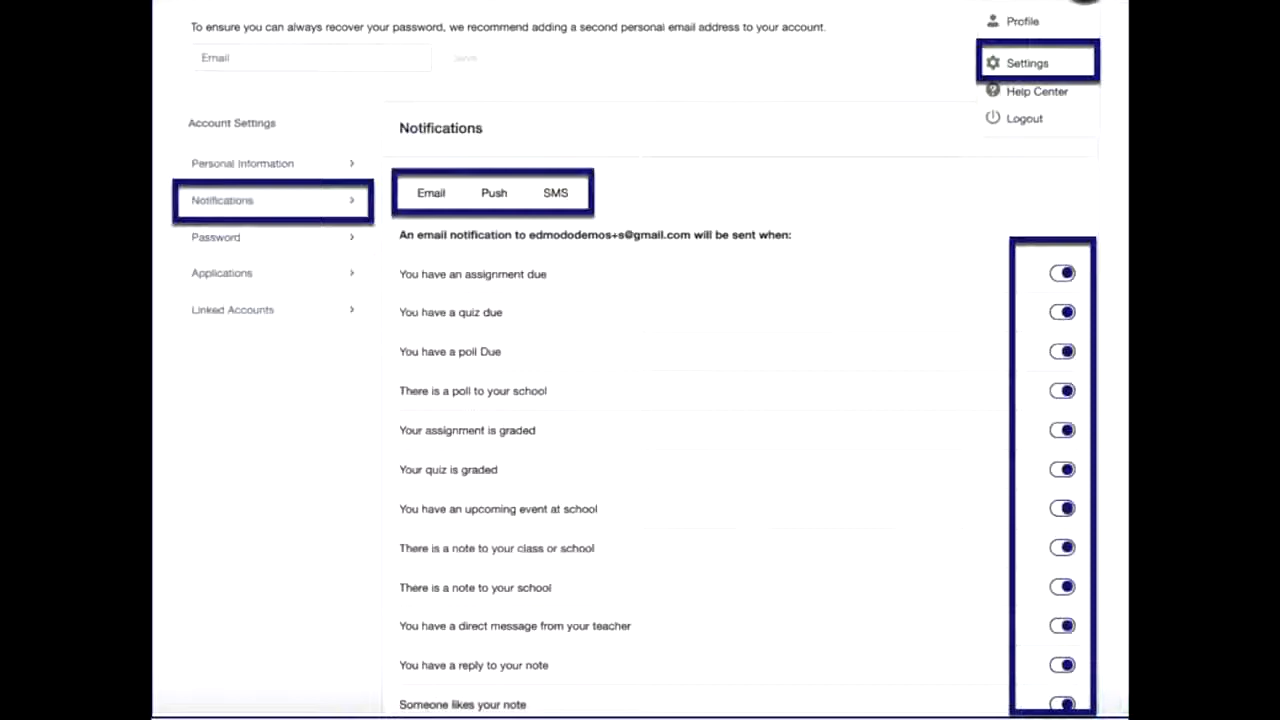 To ensure you can always recover your password, we recommend adding a second personal email address to your account.
Email
Profile
Settings
Help Center
Logout
Account Settings
Personal Information
Notifications
Password
Applications
Linked Accounts
Notifications
Email Push SMS
An email notification to edmododemos+s@gmail.com will be sent when:
You have an assignment due
You have a quiz due
You have a poll Due
There is a poll to your school
Your assignment is graded
Your quiz is graded
You have an upcoming event at school
There is a note to your class or school
There is a note to your school
You have a direct message from your teacher
You have a reply to your note
Someone likes your note